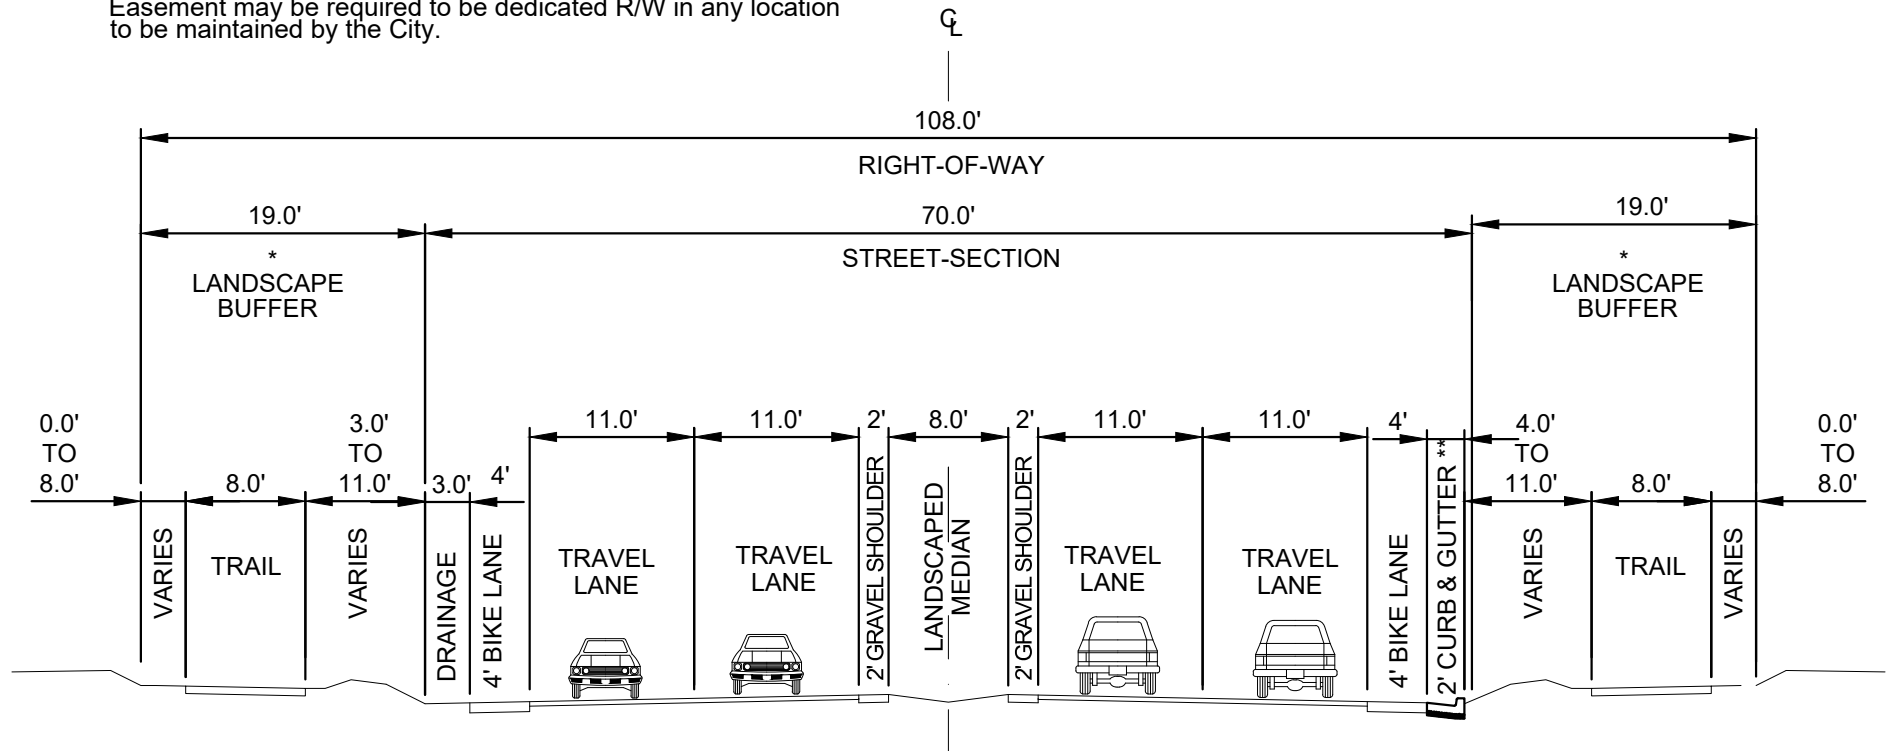 Easement may be required to be dedicated R/W in any location
to be maintained by the City.
CL
108.0'
RIGHT-OF-WAY
19.0'
70.0'
19.0'
*
LANDSCAPE
BUFFER
STREET-SECTION
*
LANDSCAPE
BUFFER
0.0'
TO
8.0'
8.0'
3.0'
TO
11.0'
3.0'
4'
11.0'
11.0'
2'
8.0'
2'
11.0'
11.0'
4'
4.0'
TO
11.0'
8.0'
0.0'
TO
8.0'
VARIES
TRAIL
VARIES
DRAINAGE
4' BIKE LANE
TRAVEL
LANE
TRAVEL
LANE
2' GRAVEL SHOULDER
LANDSCAPED
MEDIAN
2' GRAVEL SHOULDER
TRAVEL
LANE
TRAVEL
LANE
4' BIKE LANE
2' CURB & GUTTER **
VARIES
TRAIL
VARIES